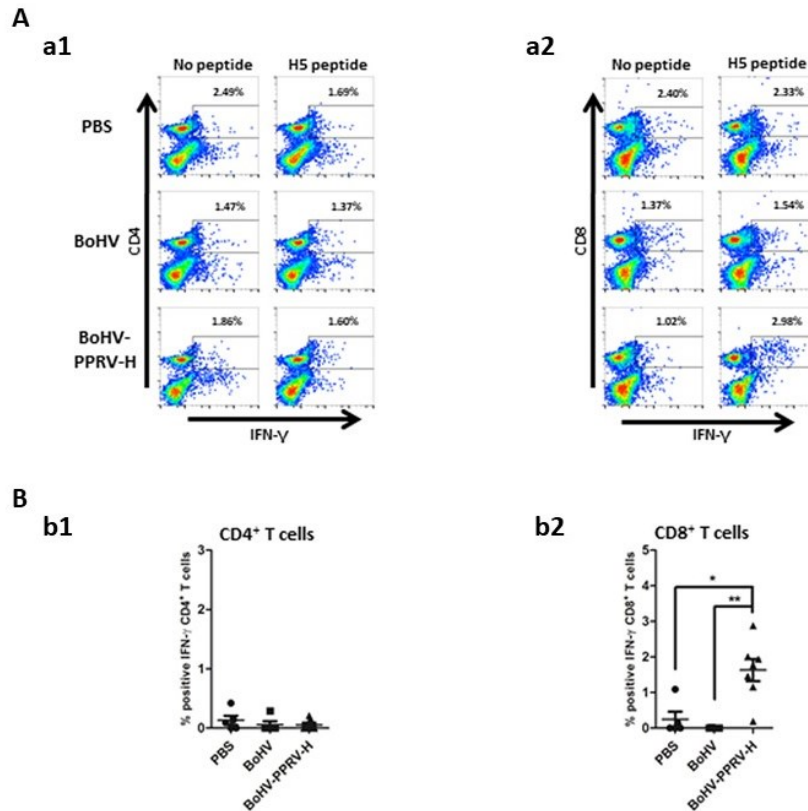 A
a1
a2
No peptide
H5 peptide
No peptide
H5 peptide
PBS
2.49%
1.69%
2.40%
2.33%
BoHV
1.47%
1.37%
1.37%
1.54%
CD4
CD8
BoHV-
PPRV-H
1.86%
1.60%
1.02%
2.98%
IFN-γ
IFN-γ
B
b1
b2
CD4⁺ T cells
CD8⁺ T cells
% positive IFN-γ CD4⁺ T cells
3
2
1
0
PBS
BoHV
BoHV-PPRV-H
% positive IFN-γ CD8⁺ T cells
5
4
3
2
1
0
*
**
PBS
BoHV
BoHV-PPRV-H